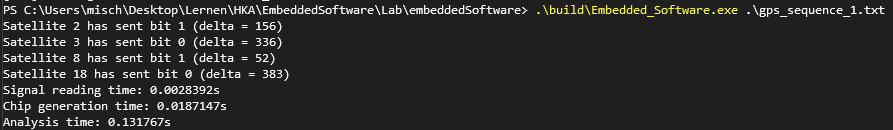 PS C:\Users\misch\Desktop\Lernen\HKA\EmbeddedSoftware\Lab\embeddedSoftware> .\build\Embedded_Software.exe .\gps_sequence_1.txt
Satellite 2 has sent bit 1 (delta = 156)
Satellite 3 has sent bit 0 (delta = 336)
Satellite 8 has sent bit 1 (delta = 52)
Satellite 18 has sent bit 0 (delta = 383)
Signal reading time: 0.0028392s
Chip generation time: 0.0187147s
Analysis time: 0.131767s